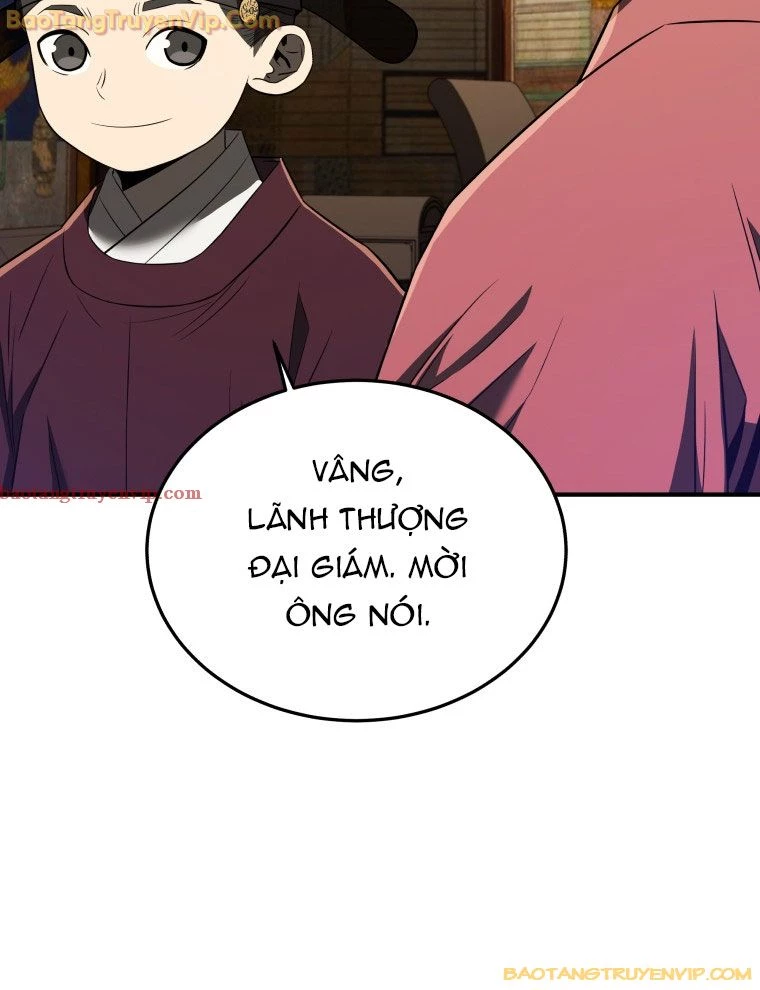 BaoTangTruyenVip.Com
VÂNG,
LÃNH THƯỢNG
ĐẠI GIÁM. MỜI
ÔNG NÓI.
baotangtruyenvip.com
BAOTANGTRUYENVIP.COM